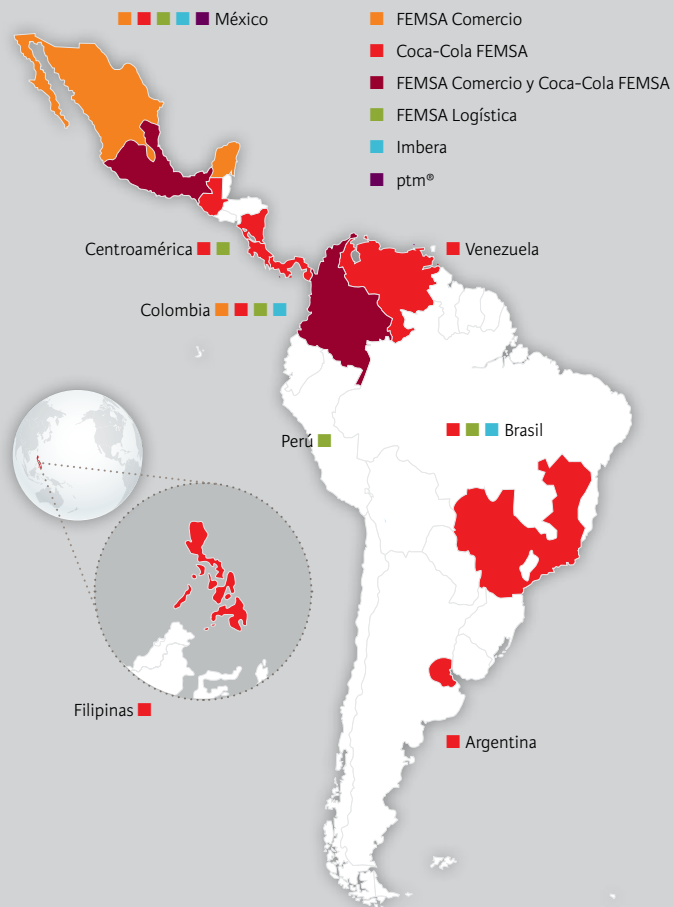 México
FEMSA Comercio
Coca-Cola FEMSA
FEMSA Comercio y Coca-Cola FEMSA
FEMSA Logística
Imbera
ptm®
Centroamérica
Venezuela
Colombia
Perú
Brasil
Filipinas
Argentina